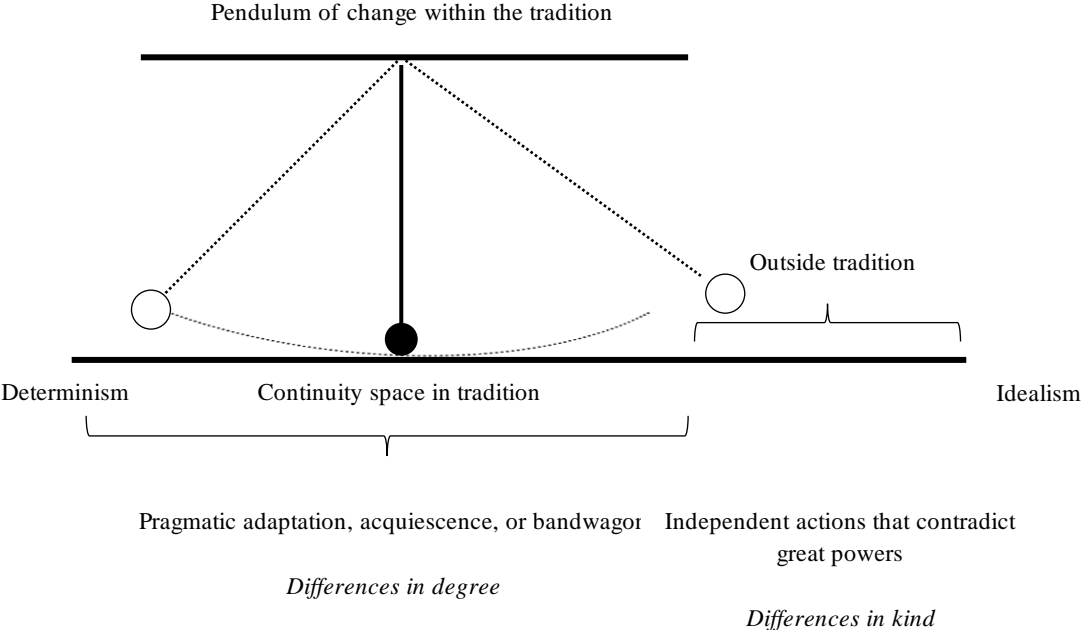 Pendulum of change within the tradition
Outside tradition
Determinism
Continuity space in tradition
Idealism
Pragmatic adaptation, acquiescence, or
Independent actions that contradict
great powers
Differences in degree
Differences in kind